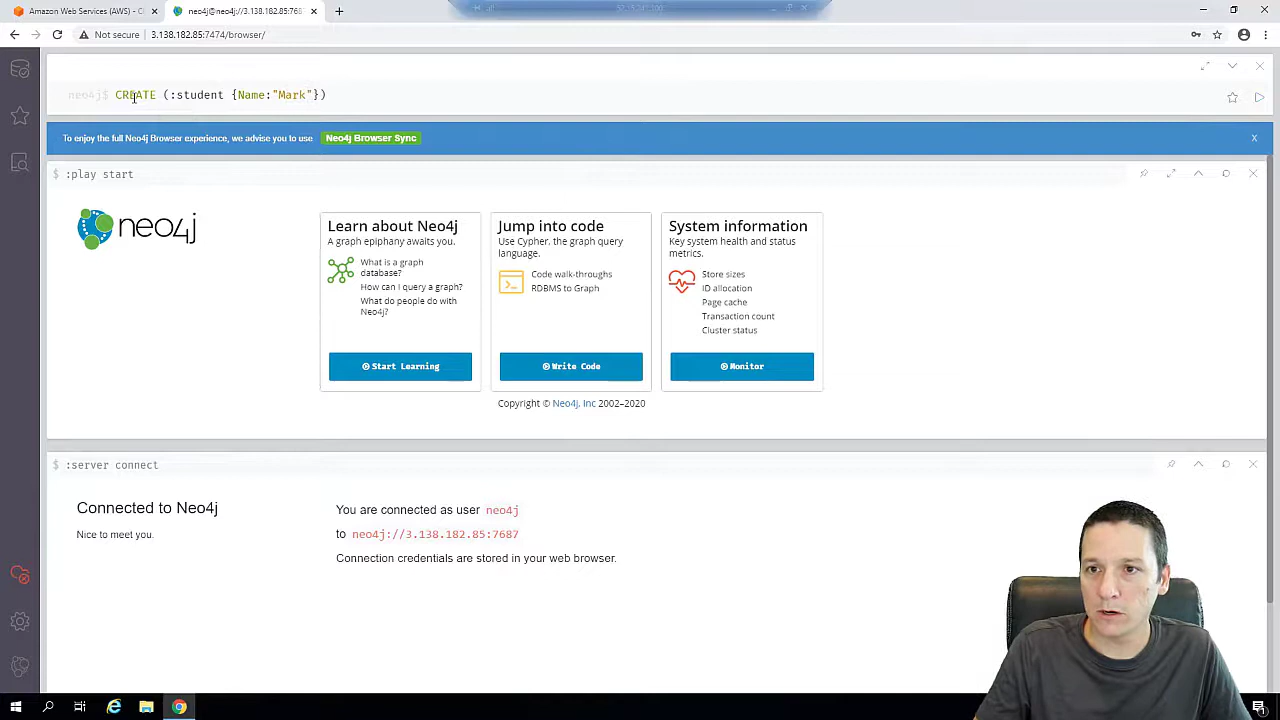 Amazon Web Services (AWS) - Cl
neo4j@neo4j://3.138.182.85:768
Not secure
3.138.182.85:7474/browser/
neo4j$ CREATE (:student {Name:"Mark"})
To enjoy the full Neo4j Browser experience, we advise you to use Neo4j Browser Sync
x
$ :play start
neo4j
Learn about Neo4j
A graph epiphany awaits you.
What is a graph
database?
How can I query a graph?
What do people do with
Neo4j?
Start Learning
Jump into code
Use Cypher, the graph query
language.
Code walk-throughs
RDBMS to Graph
Write Code
System information
Key system health and status
metrics.
Store sizes
ID allocation
Page cache
Transaction count
Cluster status
Monitor
Copyright © Neo4j, Inc 2002–2020
$ :server connect
Connected to Neo4j
Nice to meet you.
You are connected as user neo4j
to neo4j://3.138.182.85:7687
Connection credentials are stored in your web browser.